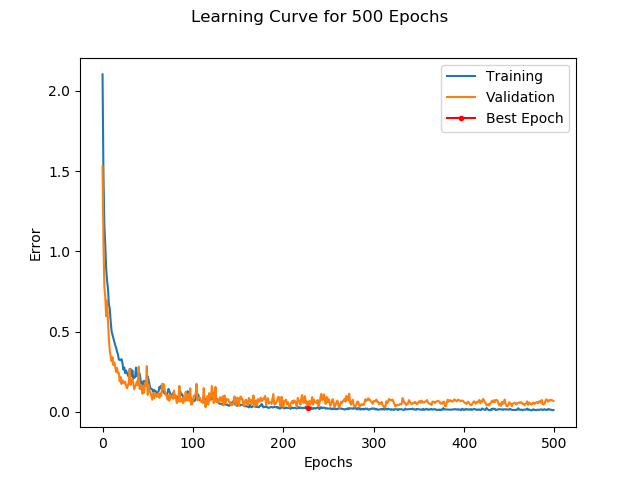 Learning Curve for 500 Epochs
Training
Validation
Best Epoch
2.0
1.5
1.0
0.5
0.0
Error
0 100 200 300 400 500
Epochs